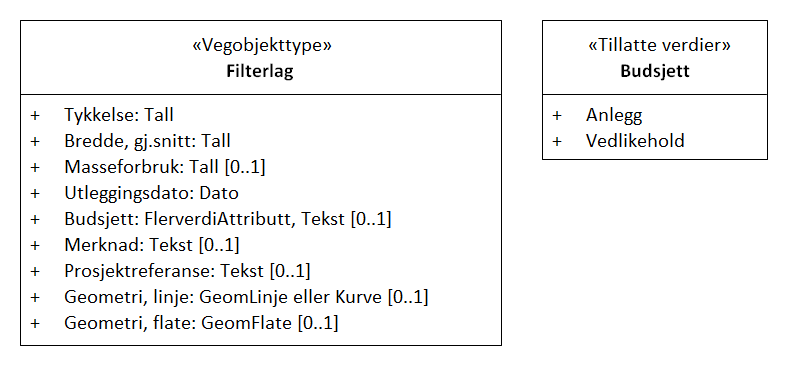 «Vegobjekttype»
Filterlag
+ Tykkelse: Tall
+ Bredde, gj.snitt: Tall
+ Masseforbruk: Tall [0..1]
+ Utleggingsdato: Dato
+ Budsjett: FlerverdiAttributt, Tekst [0..1]
+ Merknad: Tekst [0..1]
+ Prosjektreferanse: Tekst [0..1]
+ Geometri, linje: GeomLinje eller Kurve [0..1]
+ Geometri, flate: GeomFlate [0..1]
«Tillatte verdier»
Budsjett
+ Anlegg
+ Vedlikehold